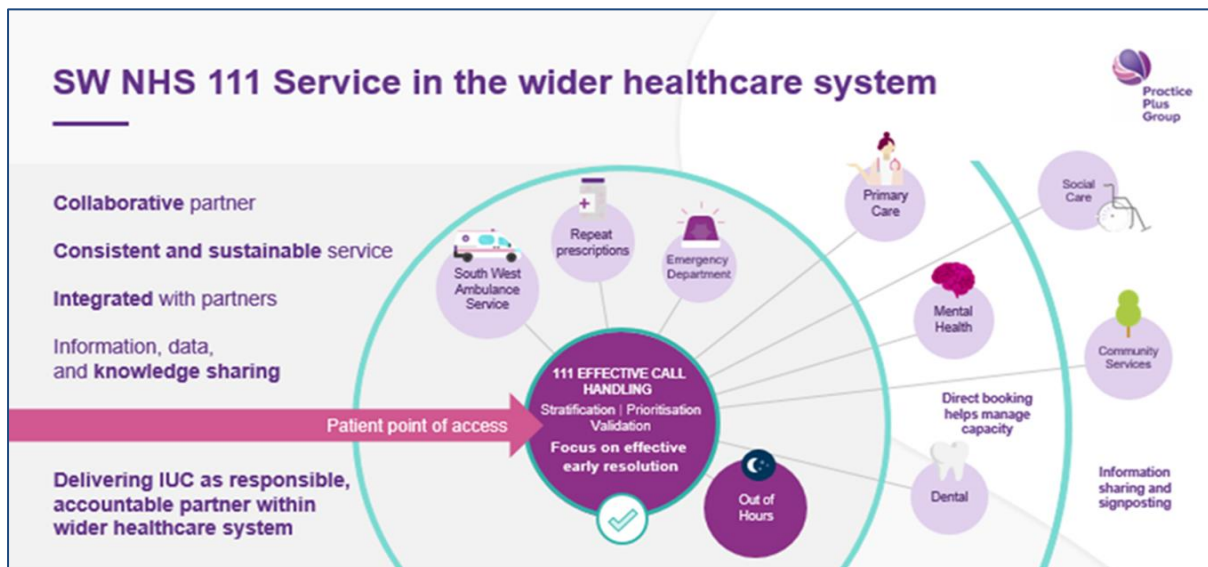 SW NHS 111 Service in the wider healthcare system
Practice
Plus
Group
Collaborative partner
Consistent and sustainable service
Integrated with partners
Information, data,
and knowledge sharing
Patient point of access
Delivering IUC as responsible,
accountable partner within
wider healthcare system
South West
Ambulance
Service
Repeat
prescriptions
Emergency
Department
111 EFFECTIVE CALL
HANDLING
Stratification | Prioritisation
Validation
Focus on effective
early resolution
Out of
Hours
Primary
Care
Mental
Health
Direct booking
helps manage
capacity
Dental
Social
Care
Community
Services
Information
sharing and
signposting